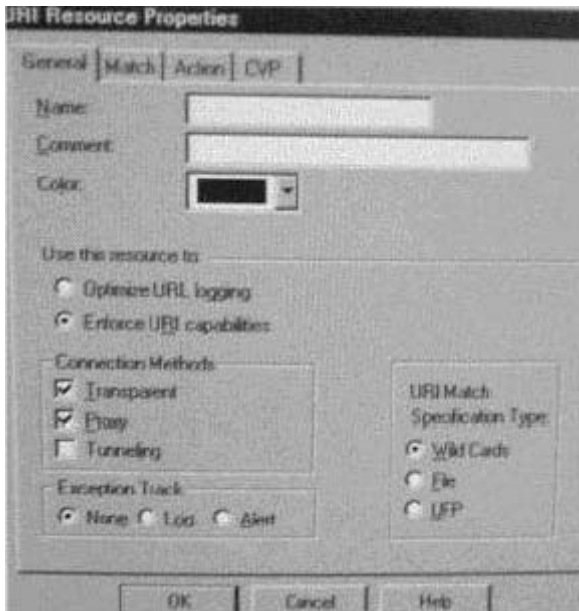 URI Resource Properties
General Match Action CVP
Name:
Comment:
Color:
Use this resource to:
Optimize URL logging
Enforce URI capabilities
Connection Methods
Transparent
Proxy
Tunneling
URI Match
Specification Type:
Wild Cards
File
UFP
Exception Track
None Log Alert
OK Cancel Help